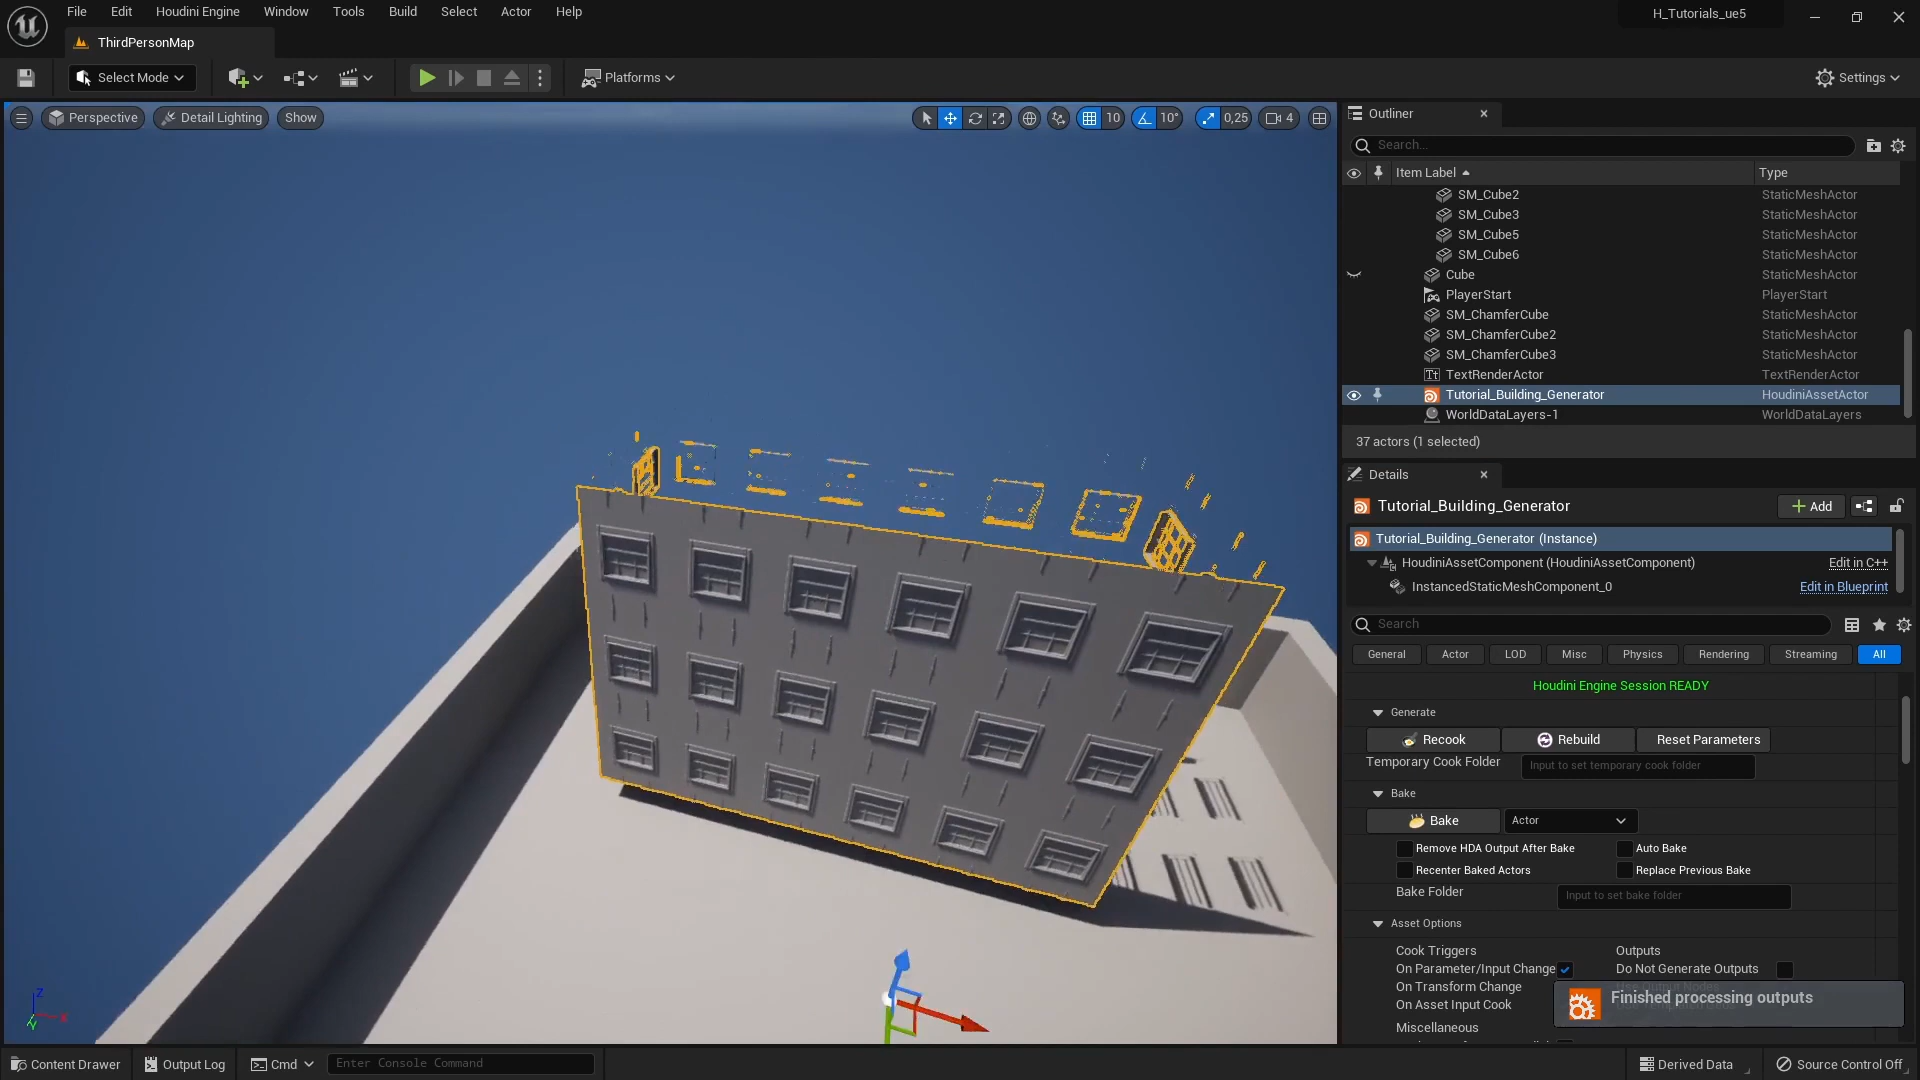 File Edit Houdini Engine Window Tools Build Select Actor Help
H_Tutorials_ue5
ThirdPersonMap
Select Mode
Platforms
Settings
Perspective
Detail Lighting
Show
10
10°
0,25
4
Outliner
Search...
Item Label Type
SM_Cube2 StaticMeshActor
SM_Cube3 StaticMeshActor
SM_Cube5 StaticMeshActor
SM_Cube6 StaticMeshActor
Cube StaticMeshActor
PlayerStart PlayerStart
SM_ChamferCube StaticMeshActor
SM_ChamferCube2 StaticMeshActor
SM_ChamferCube3 StaticMeshActor
TextRenderActor TextRenderActor
Tutorial_Building_Generator HoudiniAssetActor
WorldDataLayers-1 WorldDataLayers
37 actors (1 selected)
Details
Tutorial_Building_Generator
Add
Tutorial_Building_Generator (Instance)
HoudiniAssetComponent (HoudiniAssetComponent) Edit in C++
InstancedStaticMeshComponent_0 Edit in Blueprint
Search
General Actor LOD Misc Physics Rendering Streaming All
Houdini Engine Session READY
Generate
Recook Rebuild Reset Parameters
Temporary Cook Folder Input to set temporary cook folder
Bake
Bake Actor
Remove HDA Output After Bake Auto Bake
Recenter Baked Actors Replace Previous Bake
Bake Folder Input to set bake folder
Asset Options
Cook Triggers Outputs
On Parameter/Input Change Do Not Generate Outputs
On Transform Change
On Asset Input Cook
Finished processing outputs
Miscellaneous
Z
X
Y
Content Drawer
Output Log
Cmd
Enter Console Command
Derived Data
Source Control Off